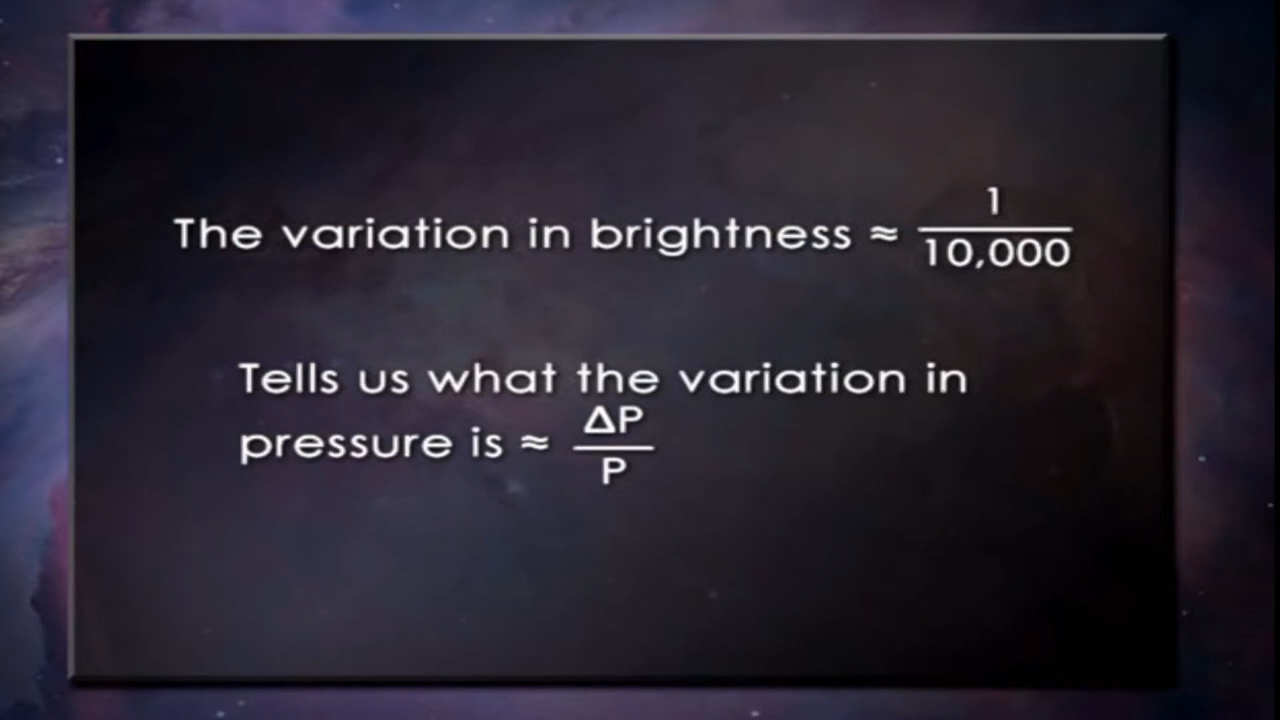 The variation in brightness ≈ 1/10,000
Tells us what the variation in
pressure is ≈ ΔP/P